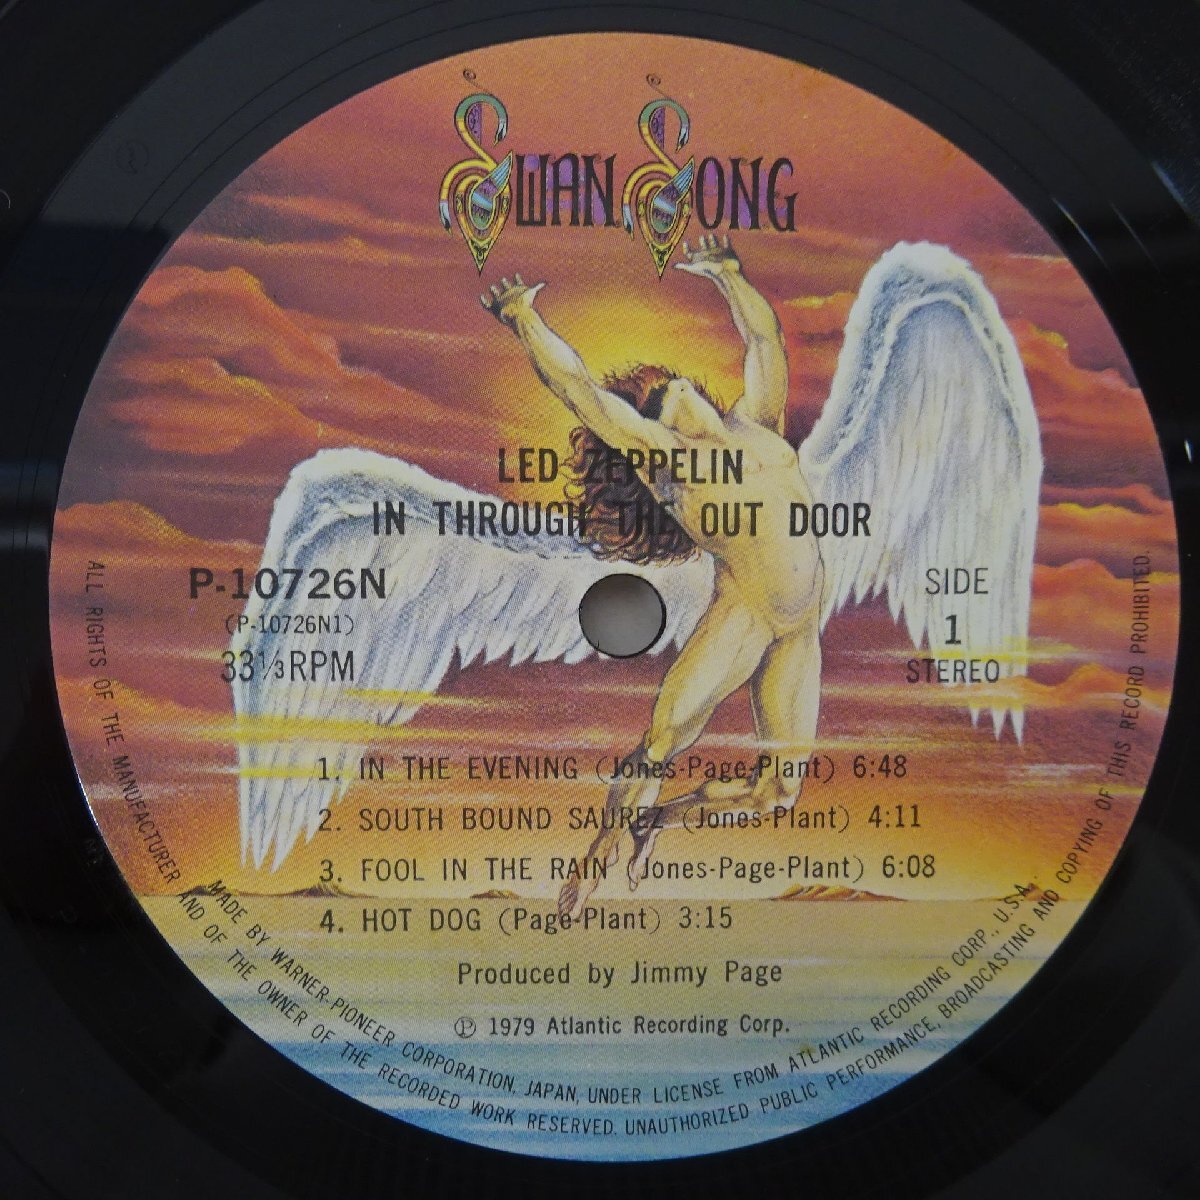 SWAN SONG
LED ZEPPELIN
IN THROUGH THE OUT DOOR
P-10726N
(P-10726N1)
33 1/3 RPM
SIDE
1
STEREO
1. IN THE EVENING (Jones-Page-Plant) 6:48
2. SOUTH BOUND SAUREZ (Jones-Plant) 4:11
3. FOOL IN THE RAIN (Jones-Page-Plant) 6:08
4. HOT DOG (Page-Plant) 3:15
Produced by Jimmy Page
Ⓟ 1979 Atlantic Recording Corp.
MADE BY WARNER-PIONEER CORPORATION, JAPAN, UNDER LICENSE FROM ATLANTIC RECORDING CORP., U.S.A.
ALL RIGHTS OF THE MANUFACTURER AND OF THE OWNER OF THE RECORDED WORK RESERVED. UNAUTHORIZED PUBLIC PERFORMANCE, BROADCASTING AND COPYING OF THIS RECORD PROHIBITED.